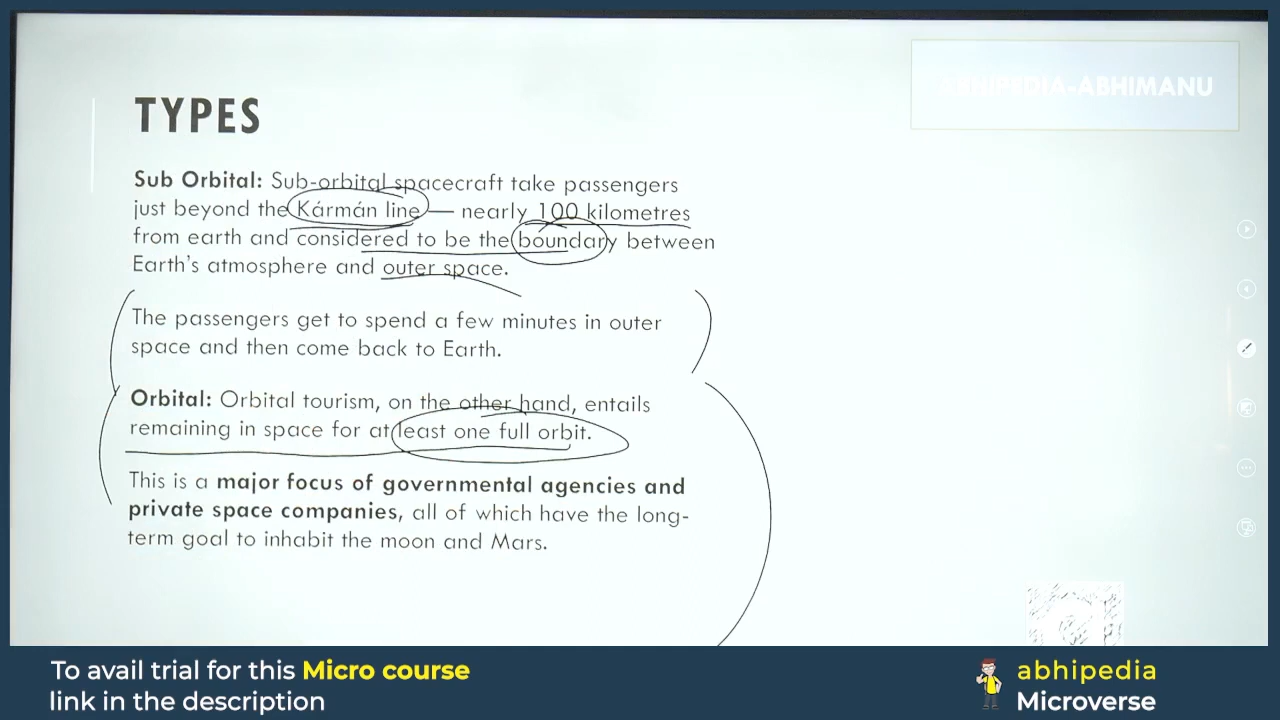 ABHIPEDIA-ABHIMANU
TYPES
Sub Orbital: Sub-orbital spacecraft take passengers
just beyond the Kármán line — nearly 100 kilometres
from earth and considered to be the boundary between
Earth's atmosphere and outer space.
The passengers get to spend a few minutes in outer
space and then come back to Earth.
Orbital: Orbital tourism, on the other hand, entails
remaining in space for at least one full orbit.
This is a major focus of governmental agencies and
private space companies, all of which have the long-
term goal to inhabit the moon and Mars.
To avail trial for this Micro course
link in the description
abhipedia
Microverse